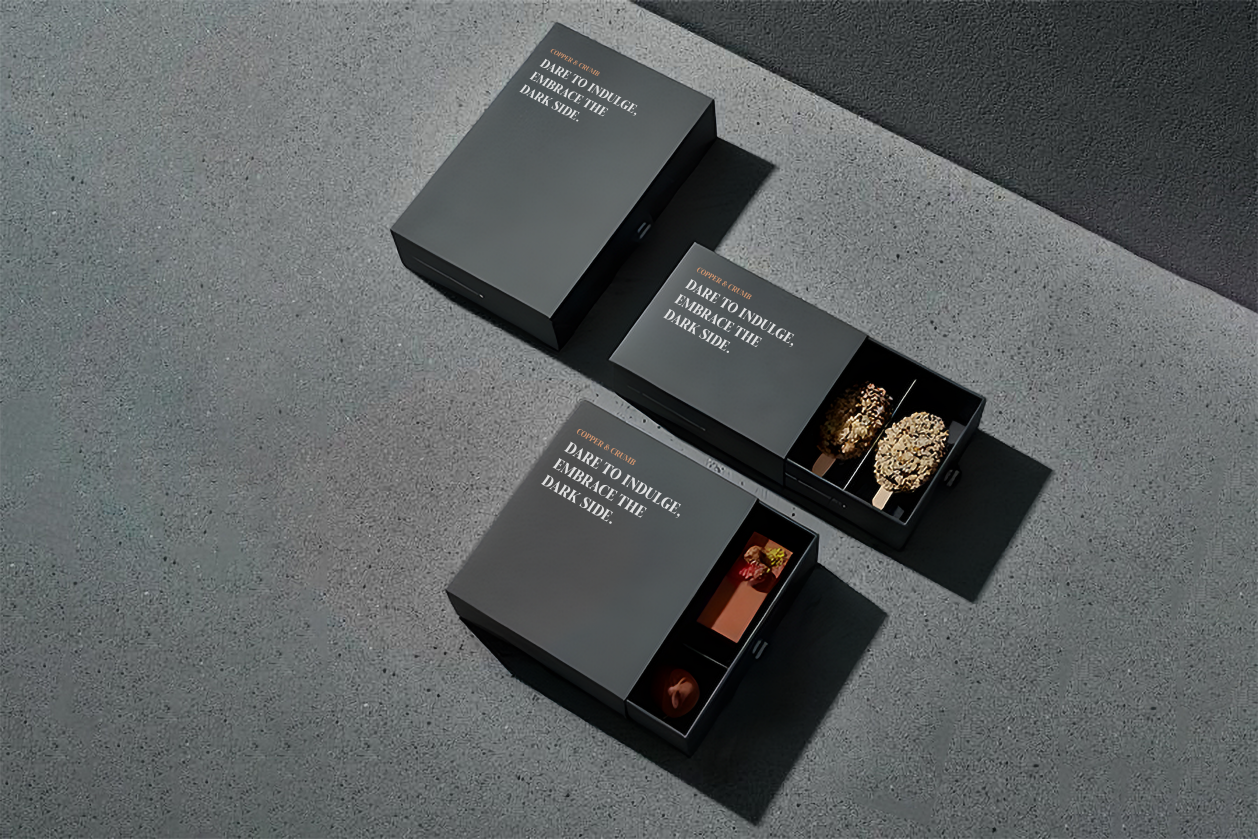 COPPER & CRUMB
DARE TO INDULGE,
EMBRACE THE
DARK SIDE.
COPPER & CRUMB
DARE TO INDULGE,
EMBRACE THE
DARK SIDE.
COPPER & CRUMB
DARE TO INDULGE,
EMBRACE THE
DARK SIDE.